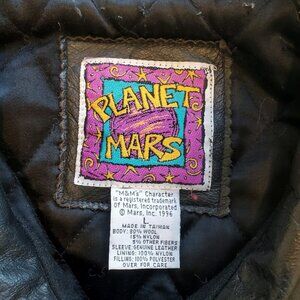 PLANET
MARS
"M&M's" Character
is a registered trademark
Of Mars, Incorporated
© Mars, Inc. 1996
L
MADE IN TAIWAN
BODY: 80% WOOL
15% NYLON
5% OTHER FIBERS
SLEEVE: GENUINE LEATHER
LINING: 100% NYLON
FILLING: 100% POLYESTER
OVER FOR CARE